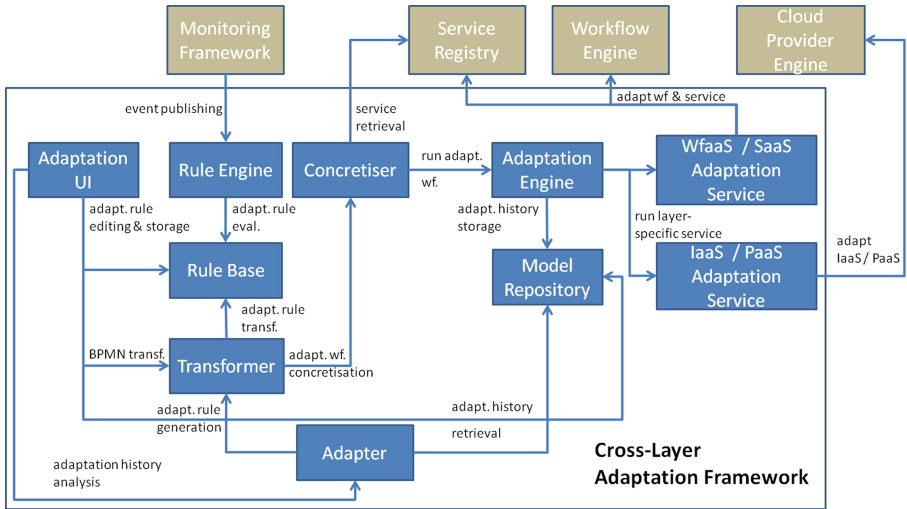 Monitoring
Framework
Service
Registry
Workflow
Engine
Cloud
Provider
Engine
event publishing
service
retrieval
adapt wf & service
Adaptation
UI
Rule Engine
Concretiser
run adapt.
wf.
Adaptation
Engine
WfaaS / SaaS
Adaptation
Service
adapt. rule
editing & storage
adapt. rule
eval.
adapt. history
storage
run layer-
specific service
Rule Base
Model
Repository
IaaS / PaaS
Adaptation
Service
adapt
IaaS/ PaaS
adapt. rule
transf.
BPMN transf.
Transformer
adapt. wf.
concretisation
adapt. rule
generation
adapt. history
retrieval
Adapter
Cross-Layer
Adaptation Framework
adaptation history
analysis